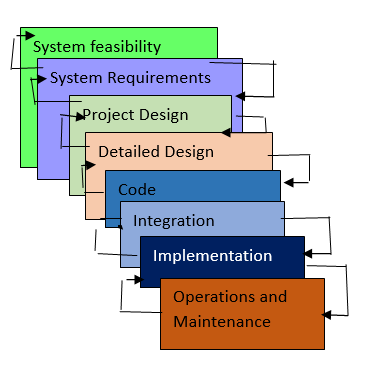 System feasibility
System Requirements
Project Design
Detailed Design
Code
Integration
Implementation
Operations and
Maintenance